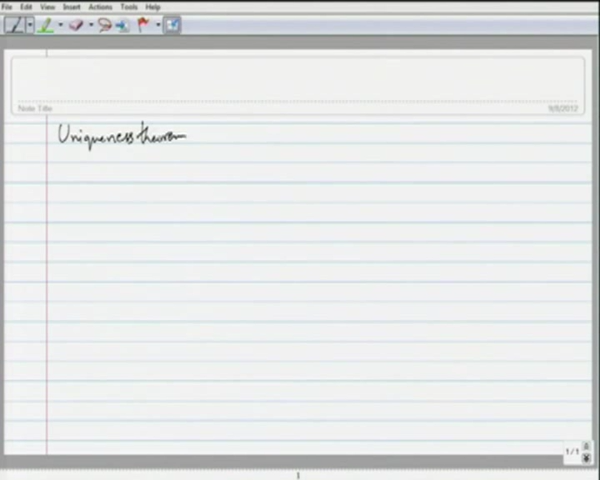 File Edit View Insert Actions Tools Help
Note Title
9/8/2012
Uniqueness theorem
1/1
1